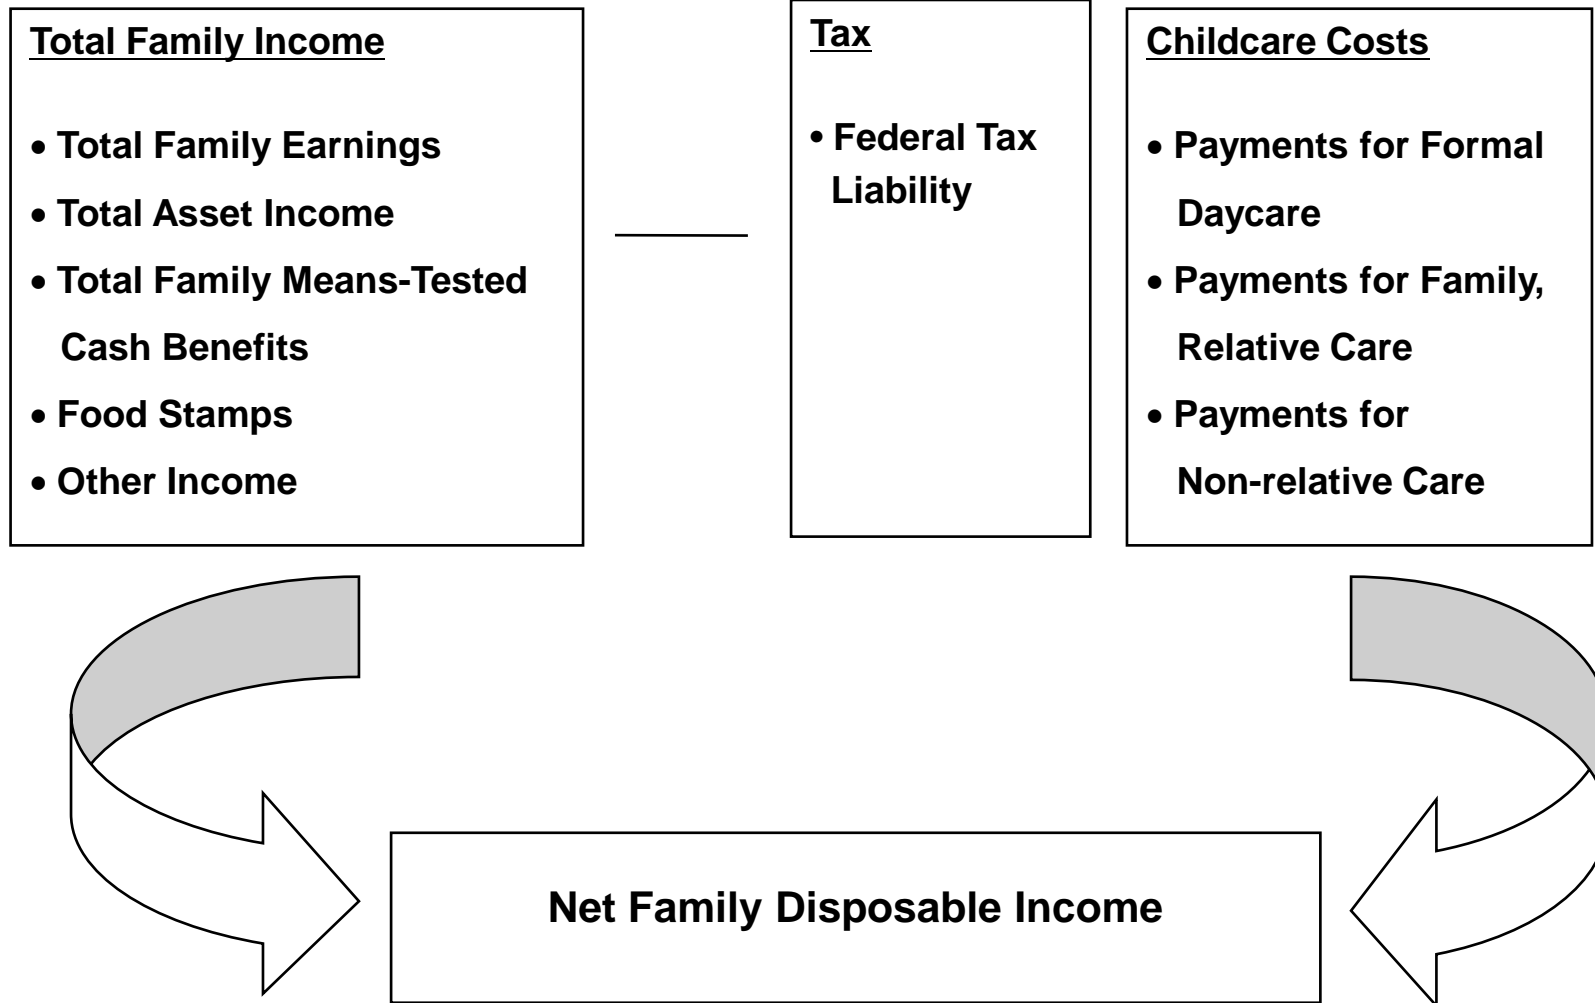 Total Family Income
• Total Family Earnings
• Total Asset Income
• Total Family Means-Tested
Cash Benefits
• Food Stamps
• Other Income
Tax
• Federal Tax
Liability
Childcare Costs
• Payments for Formal
Daycare
• Payments for Family,
Relative Care
• Payments for
Non-relative Care
Net Family Disposable Income